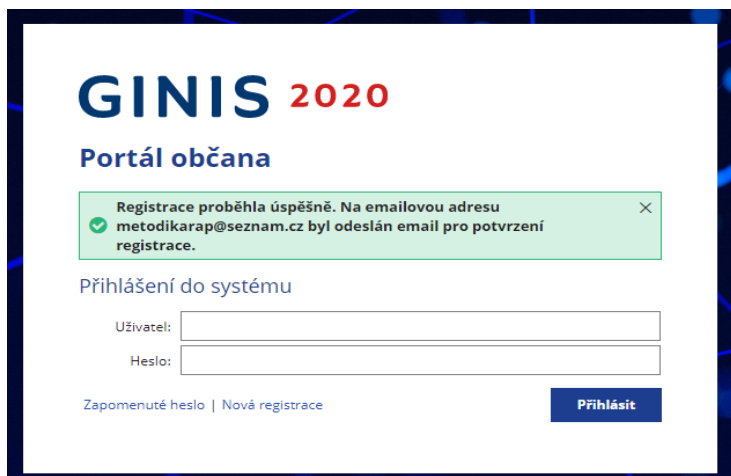 GINIS 2020
Portál občana
Registrace proběhla úspěšně. Na emailovou adresu
metodikarap@seznam.cz byl odeslán email pro potvrzení
registrace.
Přihlášení do systému
Uživatel:
Heslo:
Zapomenuté heslo | Nová registrace
Přihlásit